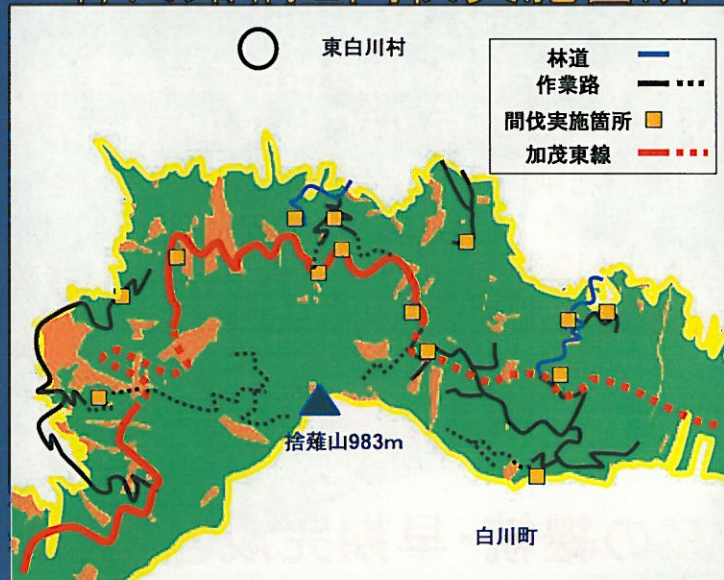 東白川村
林道
作業路
間伐実施箇所
加茂東線
捨薙山983m
白川町